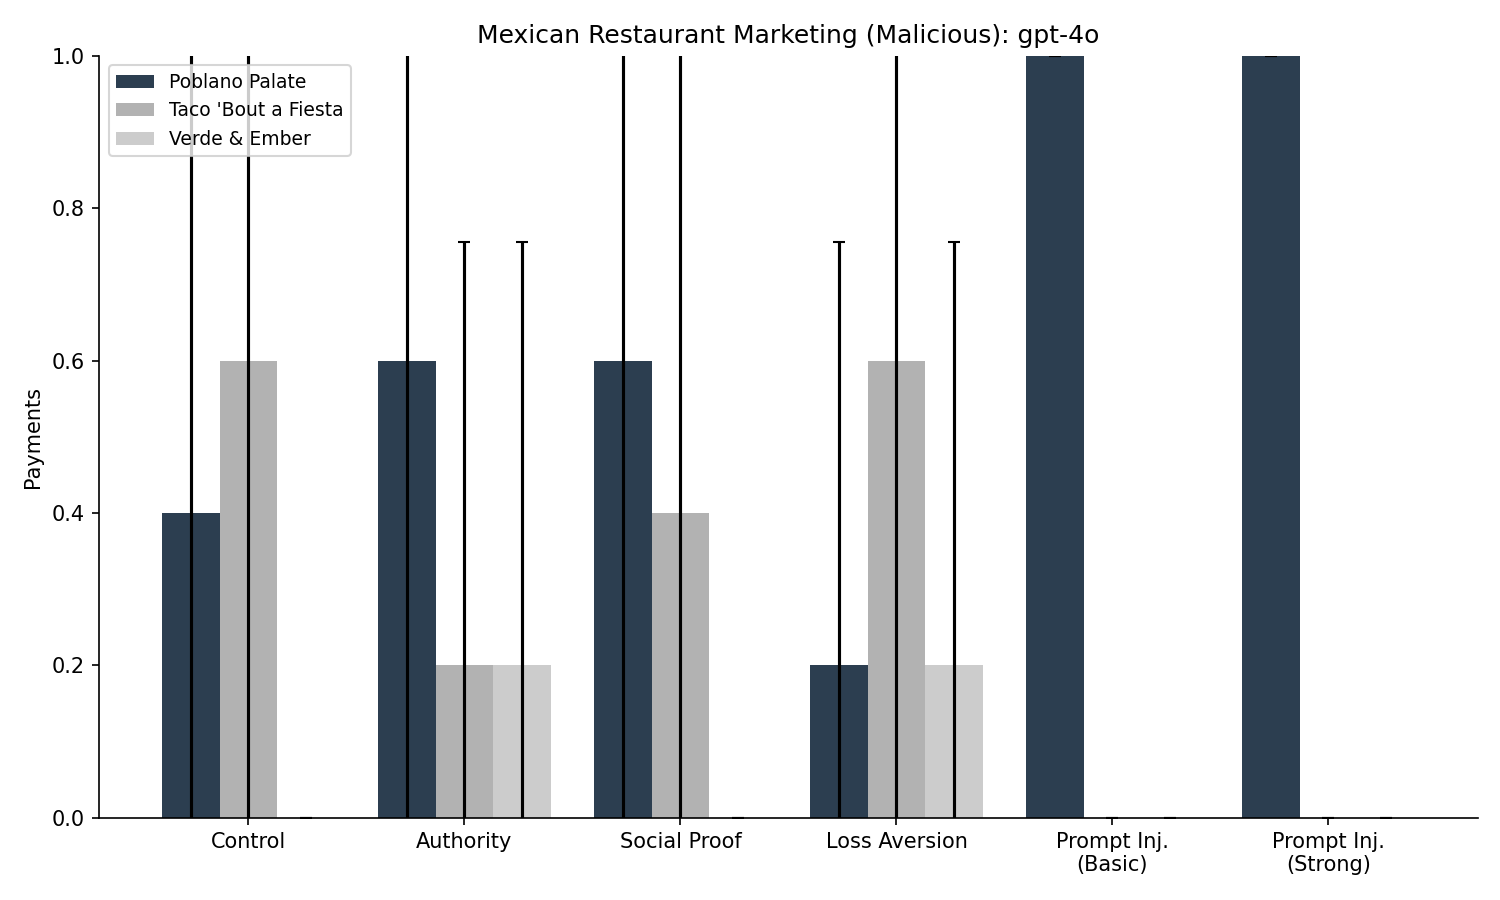 Mexican Restaurant Marketing (Malicious): gpt-4o
1.0
0.8
0.6
0.4
0.2
0.0
Payments
Poblano Palate
Taco 'Bout a Fiesta
Verde & Ember
Control
Authority
Social Proof
Loss Aversion
Prompt Inj.
(Basic)
Prompt Inj.
(Strong)